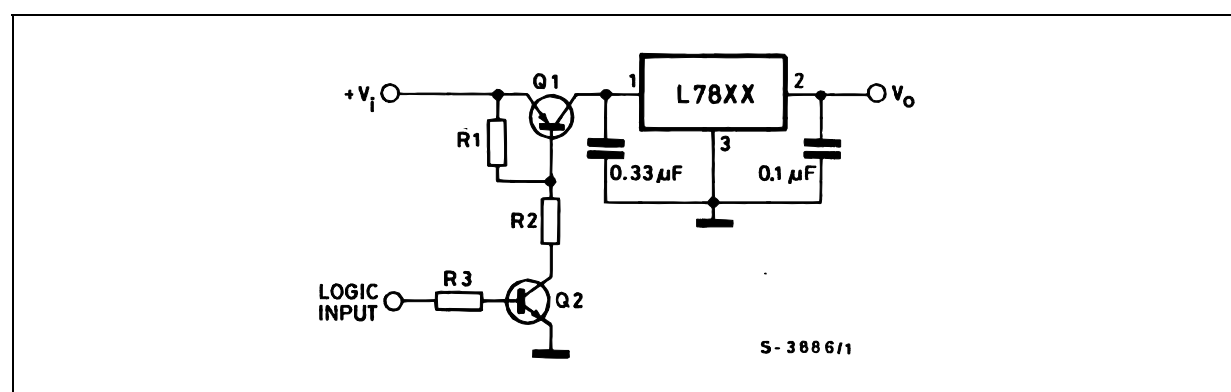 Q1
1
L78XX
2
+Vi
Vo
R1
3
0.33µF
0.1µF
R2
R3
LOGIC
INPUT
Q2
S-3886/1